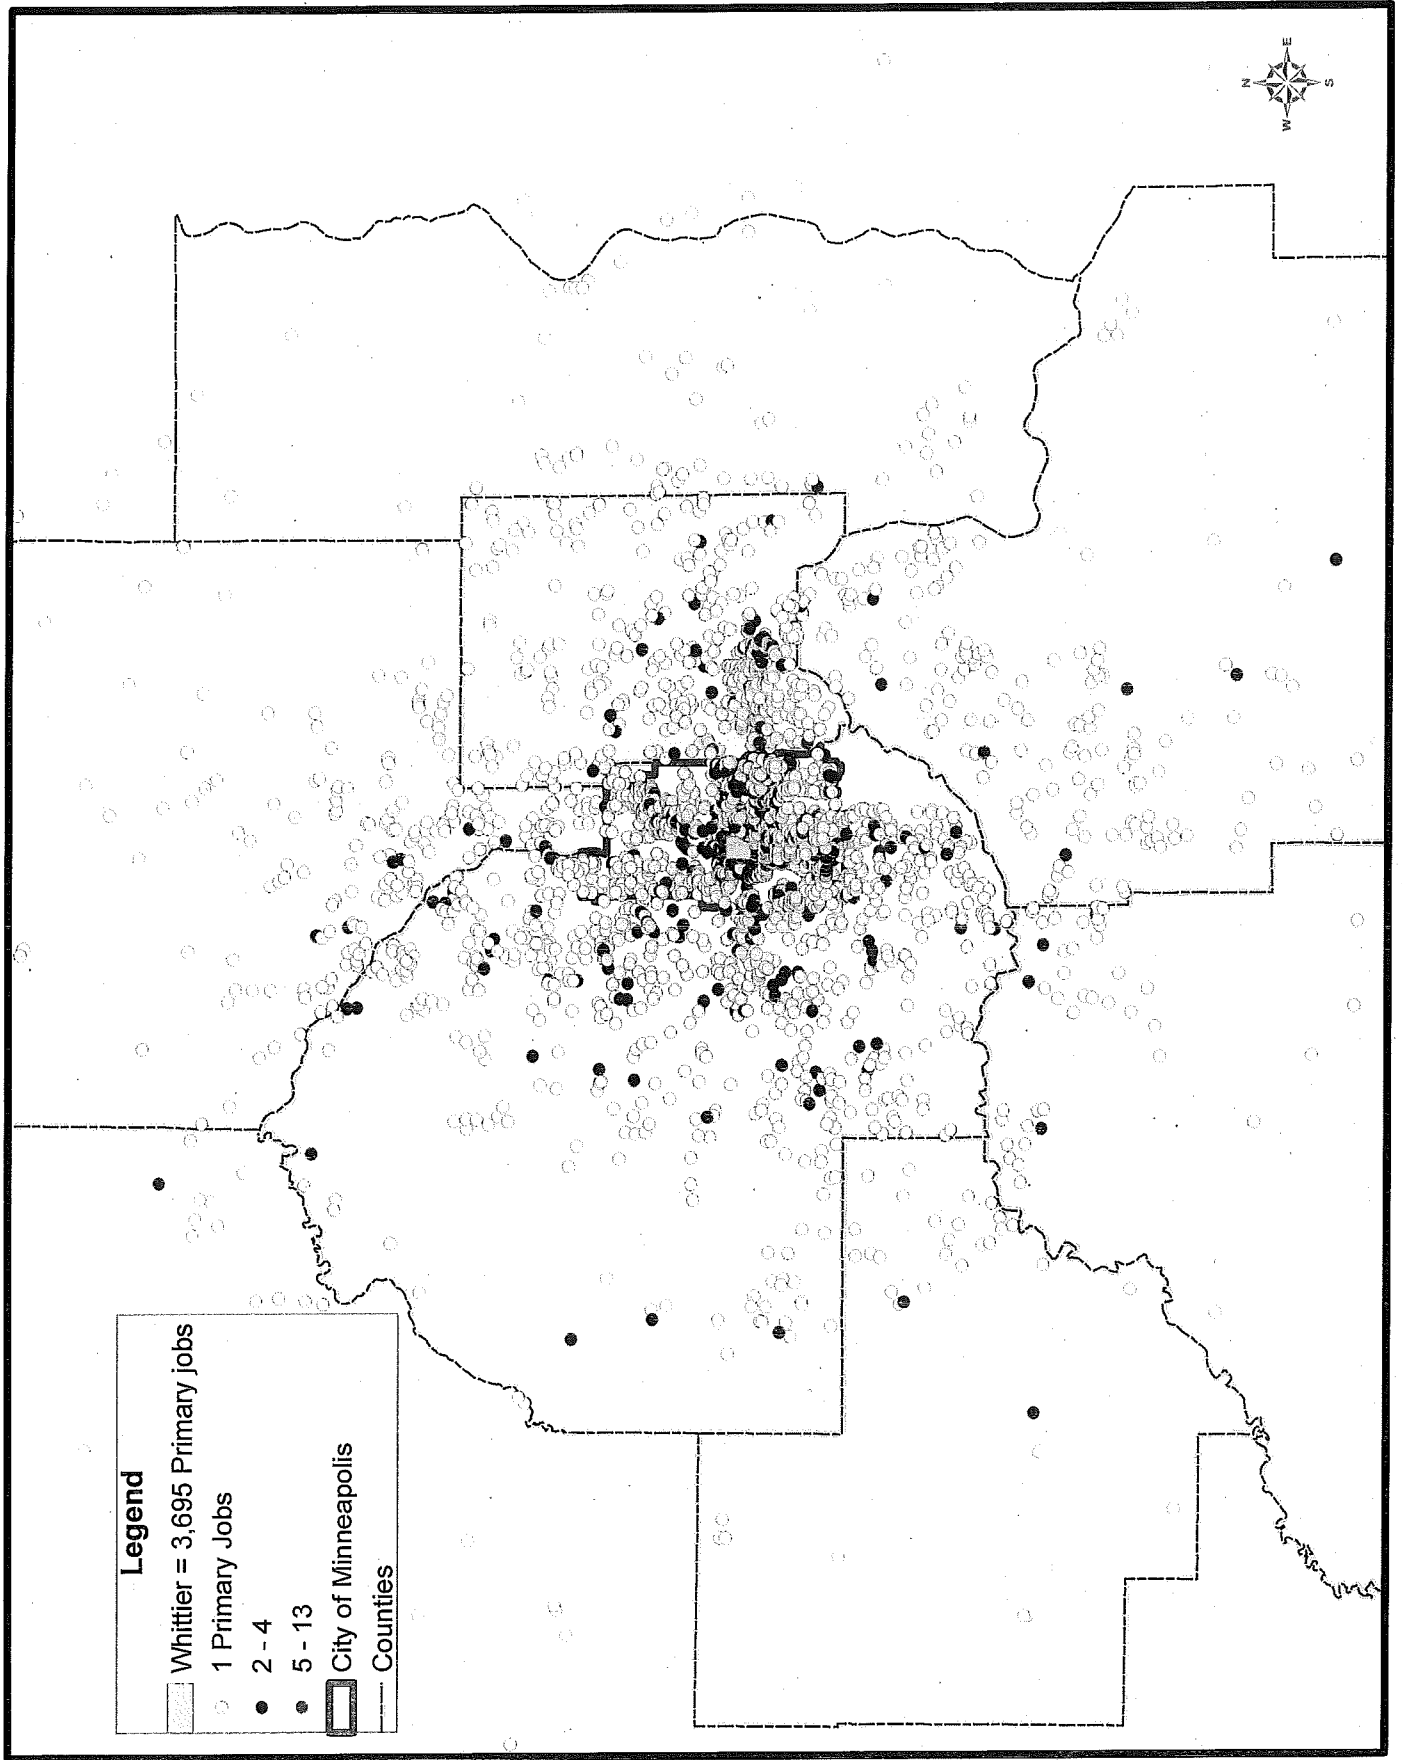 Legend
Whittier = 3,695 Primary jobs
1 Primary Jobs
2 - 4
5 - 13
City of Minneapolis
Counties
N
W
E
S